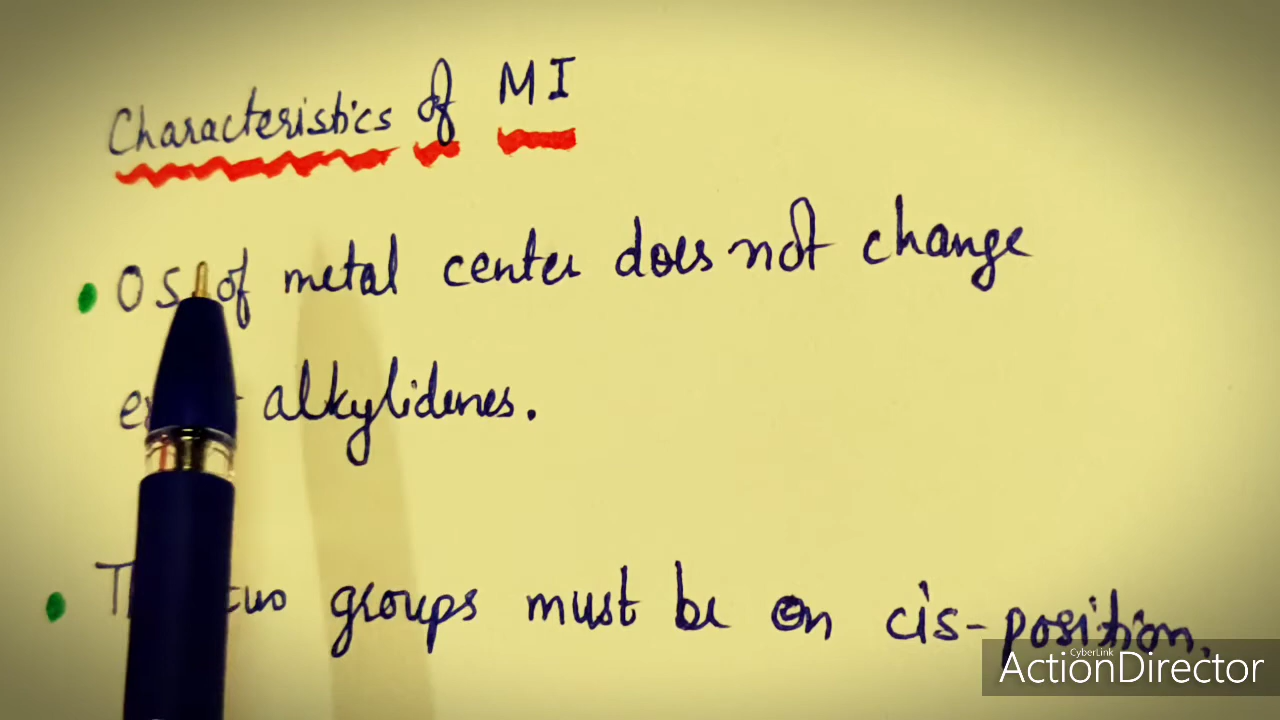 Characteristics of MI
OS of metal center does not change
alkylidenes.
two groups must be on cis-position.
CyberLink
ActionDirector